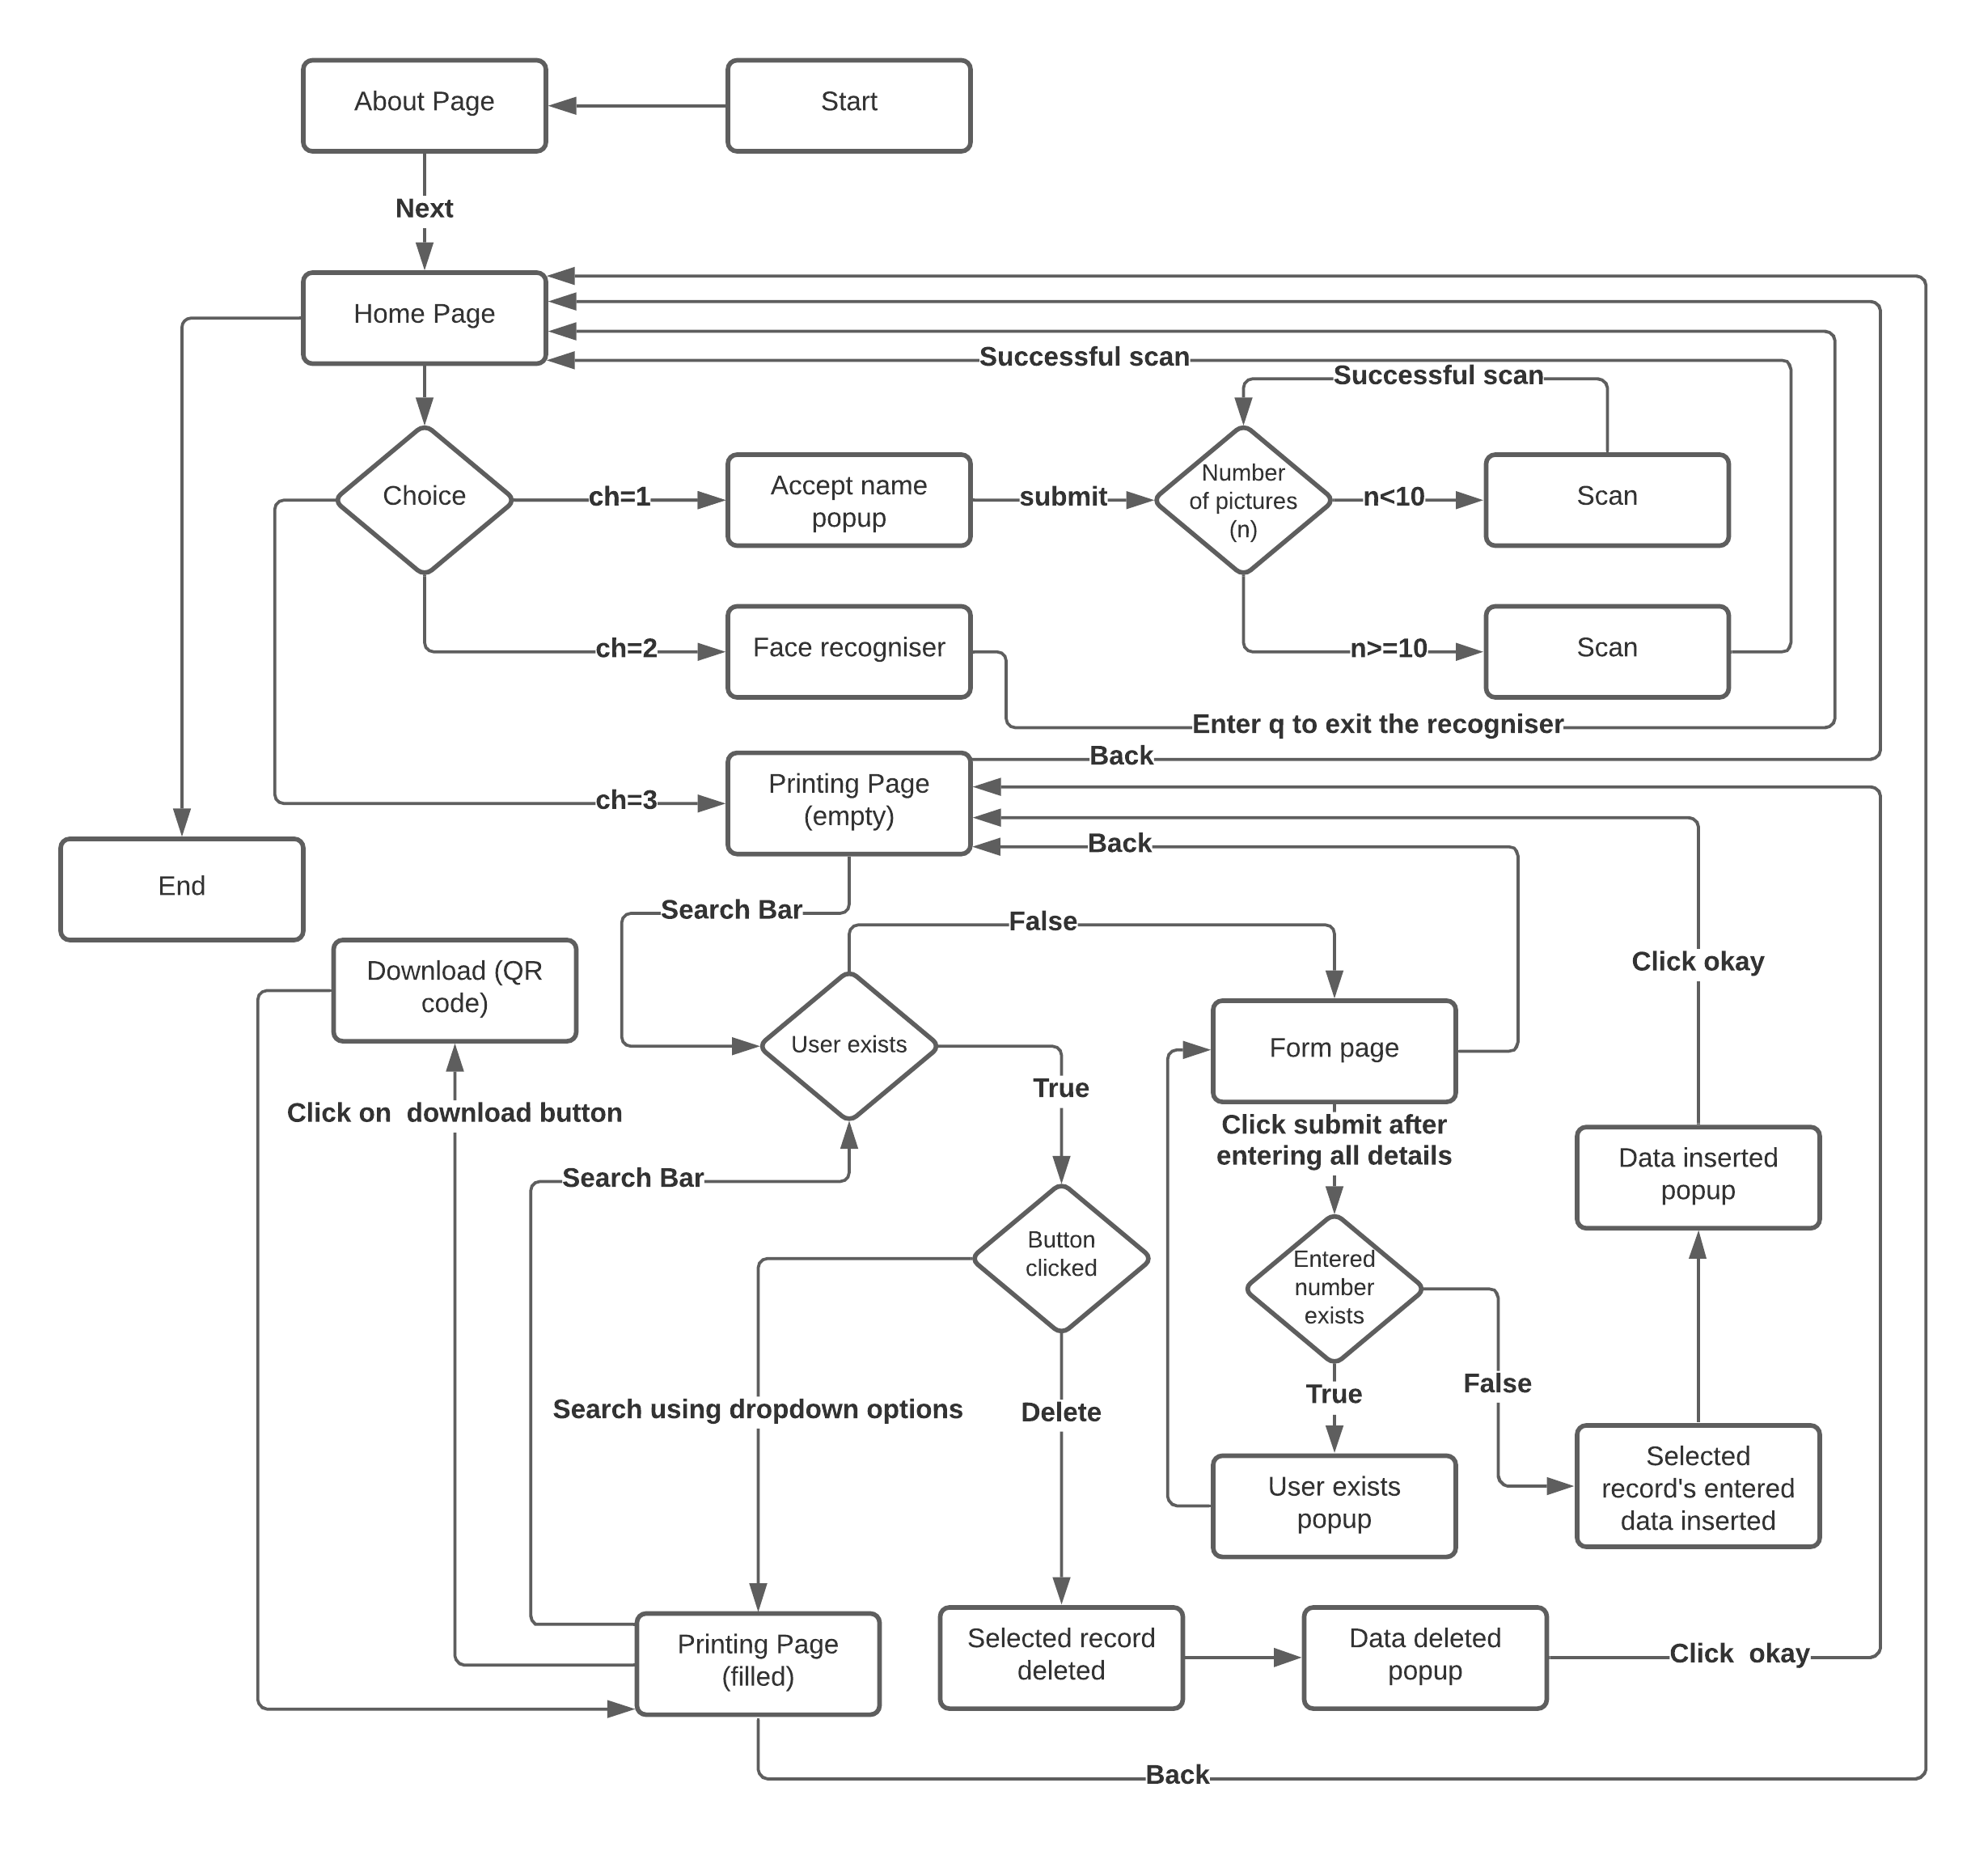 About Page
Start
Next
Home Page
Successful scan
Successful scan
Choice
ch=1
Accept name
popup
submit
Number
of pictures
(n)
n<10
Scan
ch=2
Face recogniser
n>=10
Scan
Enter q to exit the recogniser
Back
Printing Page
(empty)
ch=3
Back
End
Search Bar
False
Download (QR
code)
Click okay
User exists
Form page
True
Click on  download button
Click submit after
entering all details
Search Bar
Data inserted
popup
Button
clicked
Entered
number
exists
Search using dropdown options
Delete
True
False
Selected
record's entered
data inserted
User exists
popup
Printing Page
(filled)
Selected record
deleted
Data deleted
popup
Click  okay
Back